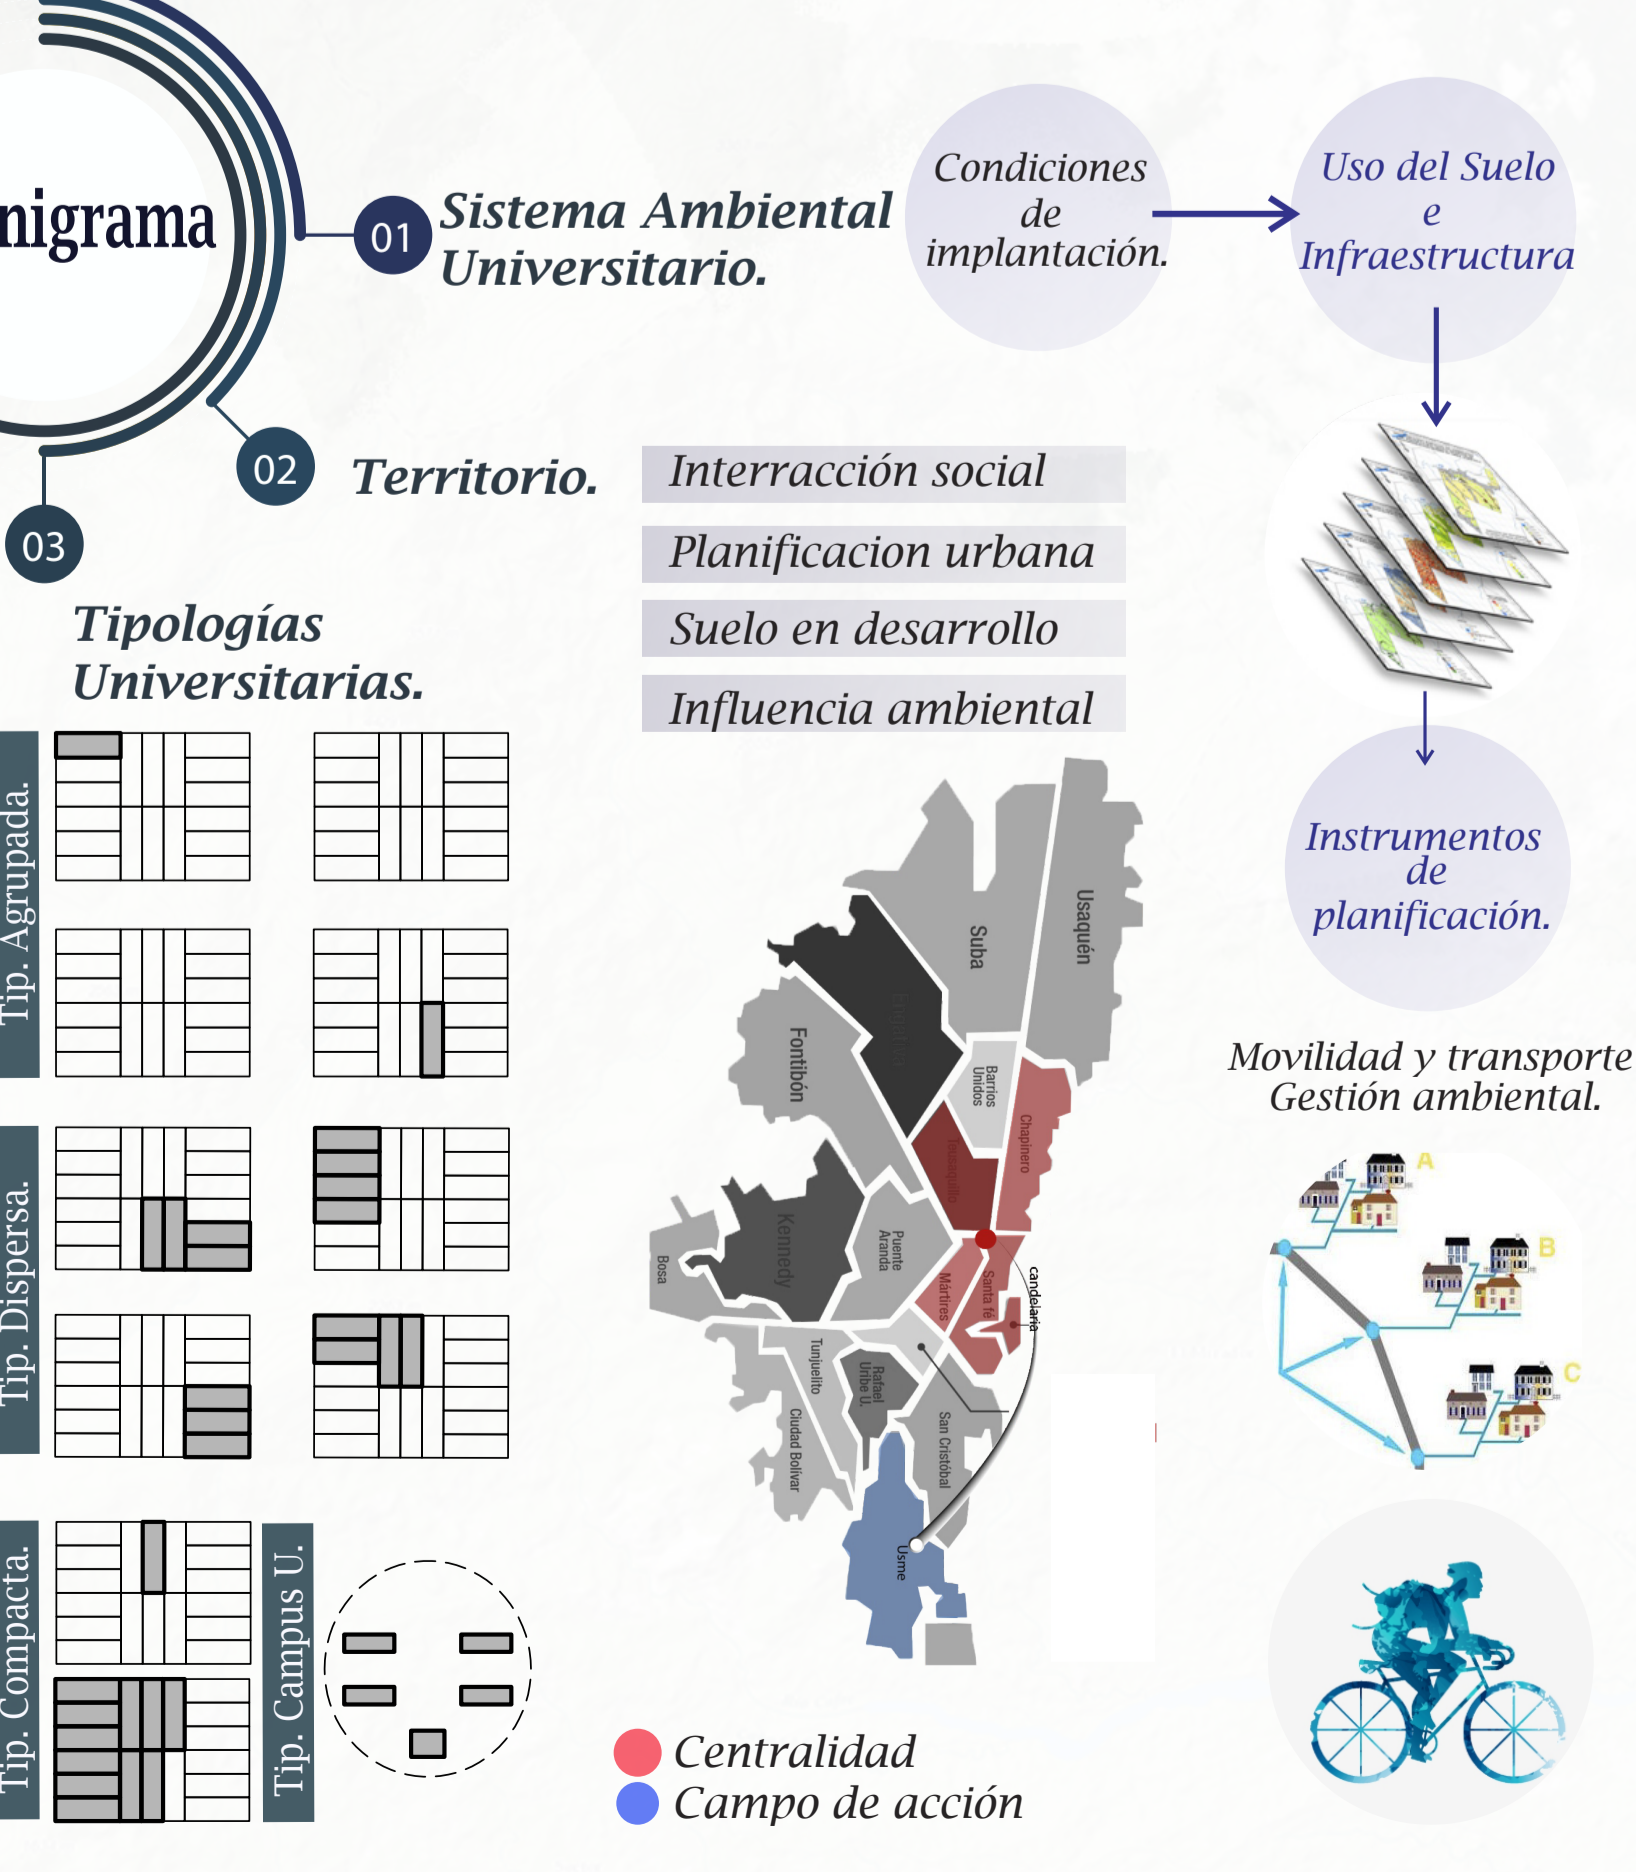 nigrama
01
Sistema Ambiental
Universitario.
Condiciones
de
implantación.
Uso del Suelo
e
Infraestructura
02
Territorio.
Interracción social
Planificacion urbana
Suelo en desarrollo
Influencia ambiental
03
Tipologías
Universitarias.
Tip. Agrupada.
Tip. Dispersa.
Tip. Compacta.
Tip. Campus U.
Usaquén
Suba
Fontibón
Barrios
Unidos
Chapinero
Teusaquillo
Kennedy
Puente
Aranda
Bosa
Mártires
Santa fé
candelaria
Tunjuelito
Rafael
Uribe U.
Ciudad Bolívar
San Cristóbal
Usme
Centralidad
Campo de acción
Instrumentos
de
planificación.
Movilidad y transporte
Gestión ambiental.
A
B
C